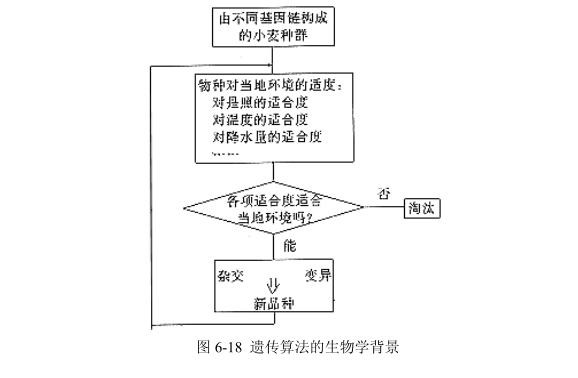 由不同基因链构成
的小麦种群
物种对当地环境的适度：
对是照的适合度
对湿度的适合度
对降水量的适合度
……
各项适合度适合
当地环境吗?
否
淘汰
能
杂交 变异
⇓
新品种
图 6-18 遗传算法的生物学背景